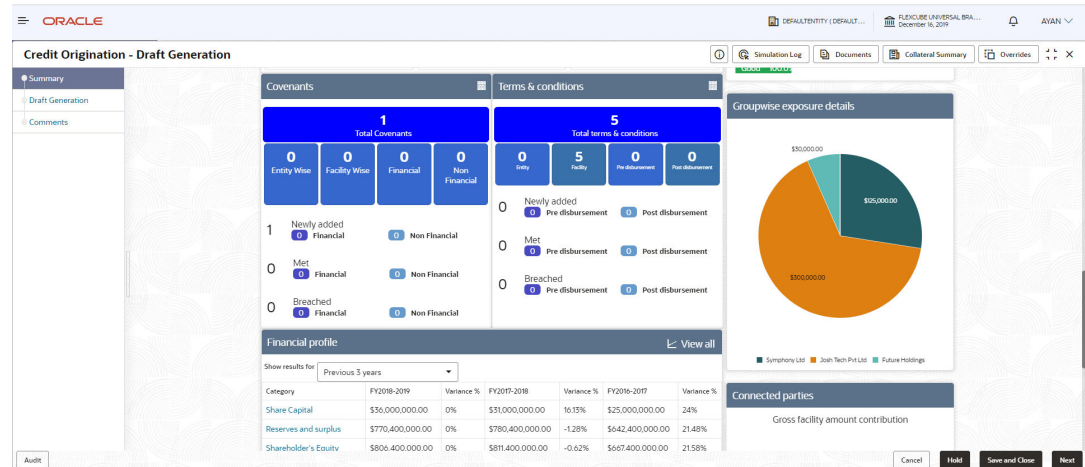 ORACLE
DEFAULTENTITY ( DEFAULT...
FLEXCUBE UNIVERSAL BRA...
December 16, 2019
AYAN
Credit Origination - Draft Generation
Simulation Log
Documents
Collateral Summary
Overrides
Summary
Draft Generation
Comments
Covenants
1
Total Covenants
0
Entity Wise
0
Facility Wise
0
Financial
0
Non
Financial
1 Newly added
0 Financial 0 Non Financial
0 Met
0 Financial 0 Non Financial
0 Breached
0 Financial 0 Non Financial
Terms & conditions
5
Total terms & conditions
0
Entity
5
Facility
0
Pre disbursement
0
Post disbursement
0 Newly added
0 Pre disbursement 0 Post disbursement
0 Met
0 Pre disbursement 0 Post disbursement
0 Breached
0 Pre disbursement 0 Post disbursement
Good 100.0%
Groupwise exposure details
$30,000.00
$125,000.00
$300,000.00
Symphony Ltd Josh Tech Pvt Ltd Future Holdings
Financial profile View all
Show results for Previous 3 years
Category FY2018-2019 Variance % FY2017-2018 Variance % FY2016-2017 Variance %
Share Capital $36,000,000.00 0% $31,000,000.00 16.13% $25,000,000.00 24%
Reserves and surplus $770,400,000.00 0% $780,400,000.00 -1.28% $642,400,000.00 21.48%
Shareholder's Equity $806,400,000.00 0% $811,400,000.00 -0.62% $667,400,000.00 21.58%
Connected parties
Gross facility amount contribution
Audit
Cancel
Hold
Save and Close
Next